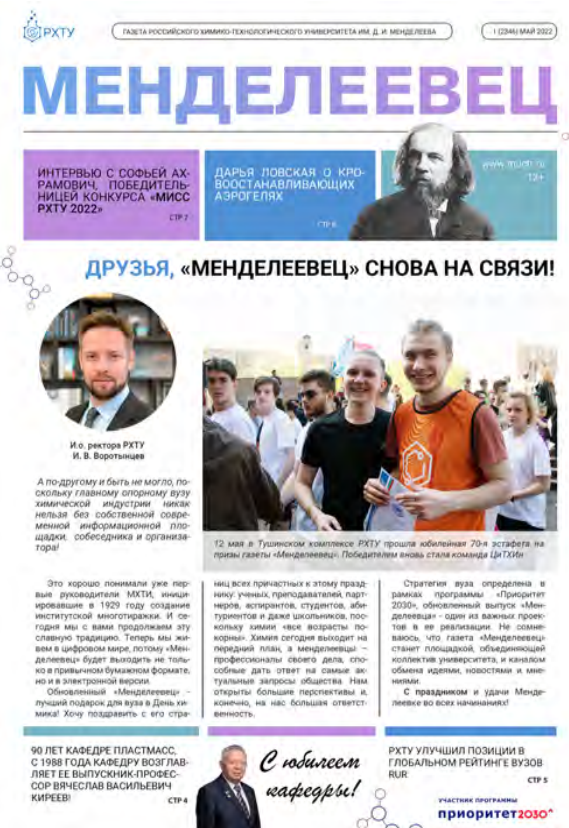 РХТУ
ГАЗЕТА РОССИЙСКОГО ХИМИКО-ТЕХНОЛОГИЧЕСКОГО УНИВЕРСИТЕТА ИМ. Д. И. МЕНДЕЛЕЕВА
1 (2346) МАЙ 2022
МЕНДЕЛЕЕВЕЦ
ИНТЕРВЬЮ С СОФЬЕЙ АХ-
РАМОВИЧ, ПОБЕДИТЕЛЬ-
НИЦЕЙ КОНКУРСА «МИСС
РХТУ 2022»
СТР 7
ДАРЬЯ ЛОВСКАЯ О КРО-
ВООСТАНАВЛИВАЮЩИХ
АЭРОГЕЛЯХ
СТР 6
www.muctr.ru
12+
ДРУЗЬЯ, «МЕНДЕЛЕЕВЕЦ» СНОВА НА СВЯЗИ!
И.о. ректора РХТУ
И. В. Воротынцев
А по-другому и быть не могло, по-
скольку главному опорному вузу
химической индустрии никак
нельзя без собственной совре-
менной информационной пло-
щадки, собеседника и организа-
тора!
12 мая в Тушинском комплексе РХТУ прошла юбилейная 70-я эстафета на
призы газеты «Менделеевец». Победителем вновь стала команда ЦиТХИн
Это хорошо понимали уже пер-
вые руководители МХТИ, иници-
ировавшие в 1929 году создание
институтской многотиражки. И се-
годня мы с вами продолжаем эту
славную традицию. Теперь мы жи-
вем в цифровом мире, потому «Мен-
делеевец» будет выходить не толь-
ко в привычном бумажном формате,
но и в электронной версии.
Обновленный «Менделеевец» –
лучший подарок для вуза в День хи-
мика! Хочу поздравить с его стра-
ниц всех причастных к этому празд-
нику: ученых, преподавателей, парт-
неров, аспирантов, студентов, аби-
туриентов и даже школьников, пос-
кольку химии «все возрасты по-
корны». Химия сегодня выходит на
передний план, а менделеевцы –
профессионалы своего дела, спо-
собные дать ответ на самые ак-
туальные запросы общества. Нам
открыты большие перспективы и,
конечно, на нас большая ответст-
венность.
Стратегия вуза определена в
рамках программы «Приоритет
2030», обновленный выпуск «Мен-
делеевца» - один из важных проек-
тов в ее реализации. Не сомне-
ваюсь, что газета «Менделеевец»
станет площадкой, объединяющей
коллектив университета, и каналом
обмена идеями, новостями и мне-
ниями.
С праздником и удачи Менде-
леевке во всех начинаниях!
90 ЛЕТ КАФЕДРЕ ПЛАСТМАСС,
С 1988 ГОДА КАФЕДРУ ВОЗГЛАВ-
ЛЯЕТ ЕЕ ВЫПУСКНИК-ПРОФЕС-
СОР ВЯЧЕСЛАВ ВАСИЛЬЕВИЧ
КИРЕЕВ!
СТР 4
С юбилеем
кафедры!
РХТУ УЛУЧШИЛ ПОЗИЦИИ В
ГЛОБАЛЬНОМ РЕЙТИНГЕ ВУЗОВ
RUR
СТР 5
УЧАСТНИК ПРОГРАММЫ
приоритет2030^